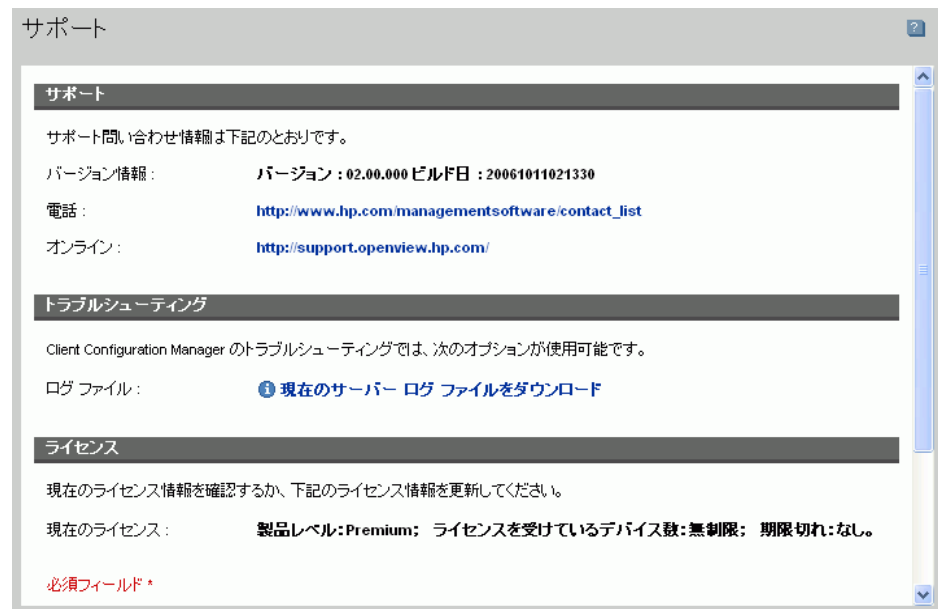 サポート
?
サポート
サポート問い合わせ情報は下記のとおりです。
バージョン情報 : バージョン : 02.00.000 ビルド日 : 20061011021330
電話 : http://www.hp.com/managementsoftware/contact_list
オンライン : http://support.openview.hp.com/
トラブルシューティング
Client Configuration Manager のトラブルシューティングでは、次のオプションが使用可能です。
ログ ファイル : 現在のサーバー ログ ファイルをダウンロード
ライセンス
現在のライセンス情報を確認するか、下記のライセンス情報を更新してください。
現在のライセンス : 製品レベル:Premium; ライセンスを受けているデバイス数:無制限; 期限切れ:なし。
必須フィールド *